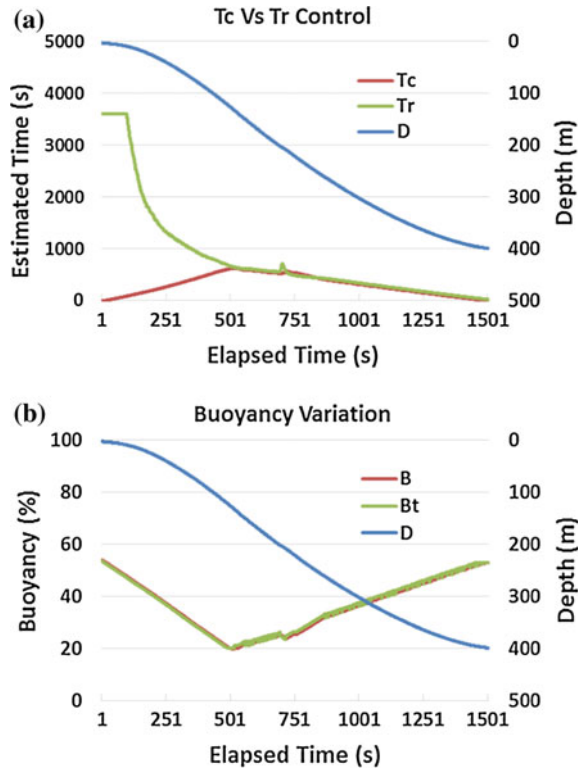 (a)
Tc Vs Tr Control
5000
4000
3000
2000
1000
0
Estimated Time (s)
Tc
Tr
D
0
100
200
300
400
500
Depth (m)
1
251
501
751
1001
1251
1501
Elapsed Time (s)
(b)
Buoyancy Variation
100
80
60
40
20
0
Buoyancy (%)
B
Bt
D
0
100
200
300
400
500
Depth (m)
1
251
501
751
1001
1251
1501
Elapsed Time (s)